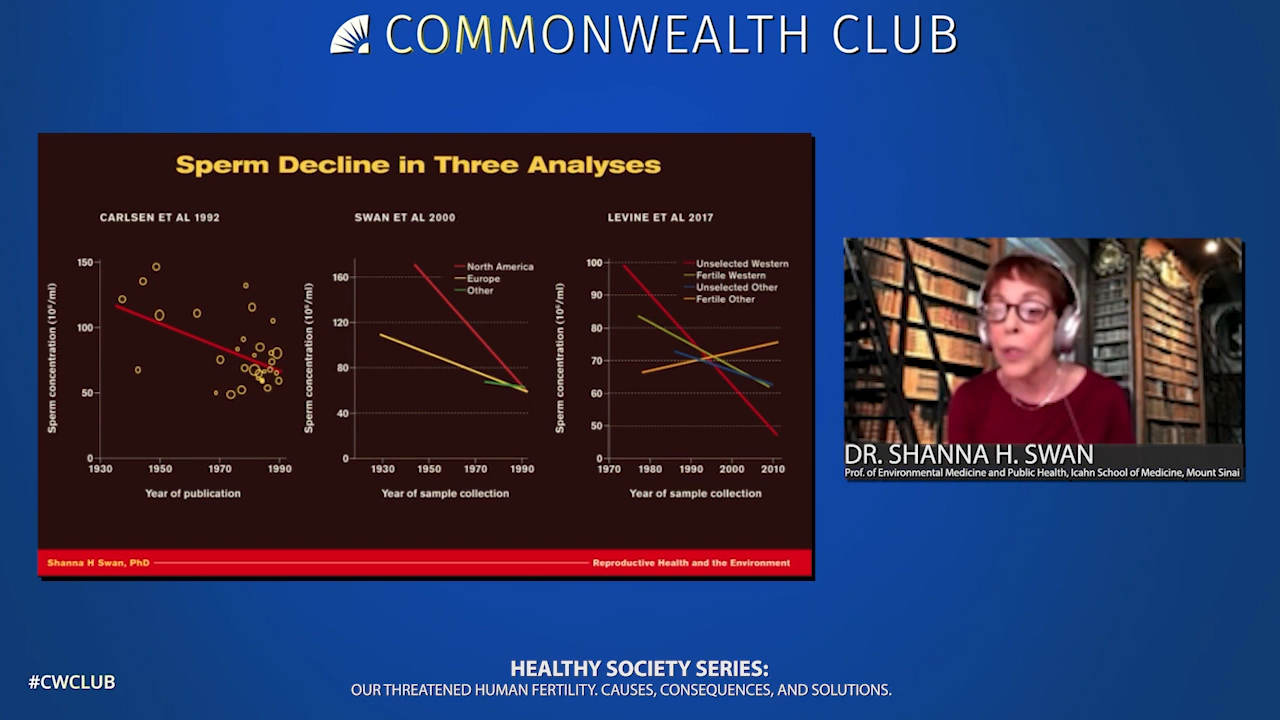 COMMONWEALTH CLUB
Sperm Decline in Three Analyses
CARLSEN ET AL 1992
150
100
50
0
Sperm concentration (10⁶/ml)
1930 1950 1970 1990
Year of publication
SWAN ET AL 2000
North America
Europe
Other
160
120
80
40
0
Sperm concentration (10⁶/ml)
1930 1950 1970 1990
Year of sample collection
LEVINE ET AL 2017
Unselected Western
Fertile Western
Unselected Other
Fertile Other
100
90
80
70
60
50
0
Sperm concentration (10⁶/ml)
1970 1980 1990 2000 2010
Year of sample collection
Shanna H Swan, PhD
Reproductive Health and the Environment
DR. SHANNA H. SWAN
Prof. of Environmental Medicine and Public Health, Icahn School of Medicine, Mount Sinai
HEALTHY SOCIETY SERIES:
OUR THREATENED HUMAN FERTILITY. CAUSES, CONSEQUENCES, AND SOLUTIONS.
#CWCLUB